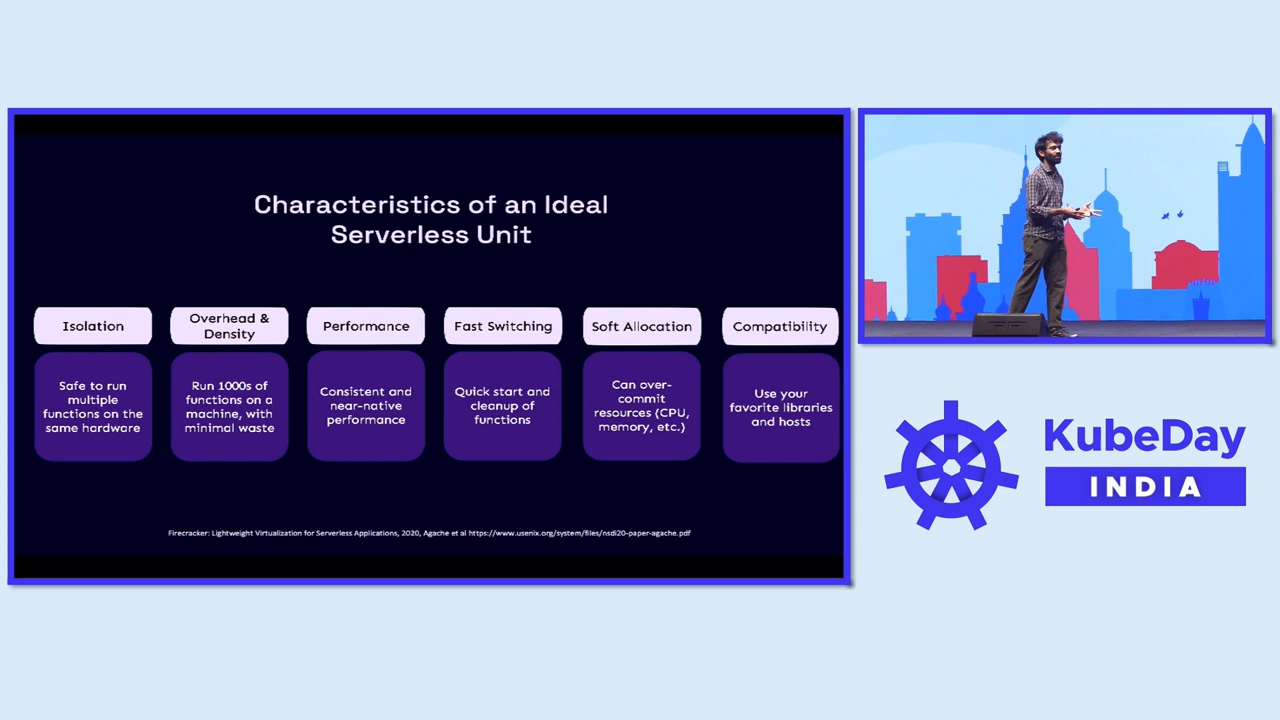 Characteristics of an Ideal
Serverless Unit
Isolation
Safe to run
multiple
functions on the
same hardware
Overhead &
Density
Run 1000s of
functions on a
machine, with
minimal waste
Performance
Consistent and
near-native
performance
Fast Switching
Quick start and
cleanup of
functions
Soft Allocation
Can over-
commit
resources (CPU,
memory, etc.)
Compatibility
Use your
favorite libraries
and hosts
Firecracker: Lightweight Virtualization for Serverless Applications, 2020, Agache et al https://www.usenix.org/system/files/nsdi20-paper-agache.pdf
KubeDay
INDIA